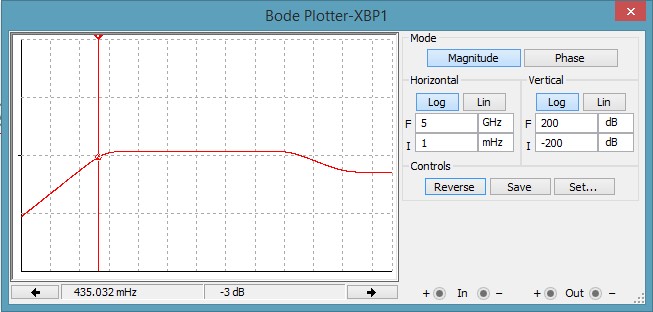 Bode Plotter-XBP1
Mode
Magnitude Phase
Horizontal Vertical
Log Lin Log Lin
F 5 GHz F 200 dB
I 1 mHz I -200 dB
Controls
Reverse Save Set...
435.032 mHz -3 dB + In - + Out -